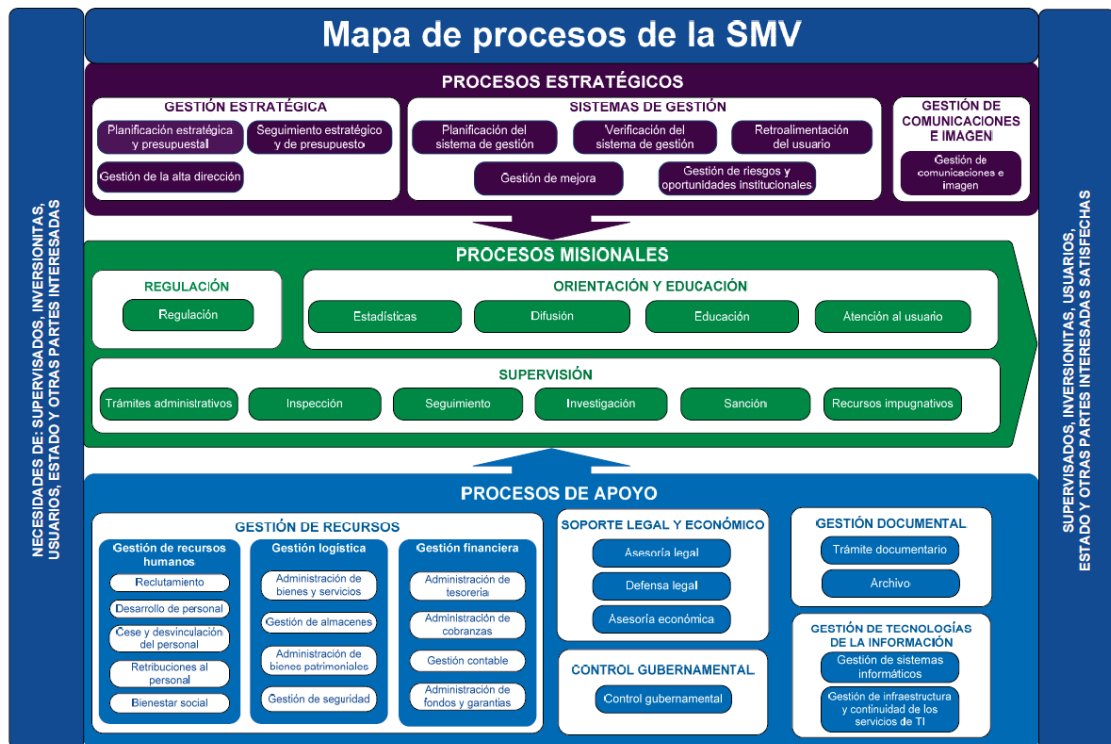 Mapa de procesos de la SMV
NECESIDADES DE: SUPERVISADOS, INVERSIONITAS,
USUARIOS, ESTADO Y OTRAS PARTES INTERESADAS
PROCESOS ESTRATÉGICOS
GESTIÓN ESTRATÉGICA
Planificación estratégica
y presupuestal
Seguimiento estratégico
y de presupuesto
Gestión de la alta dirección
SISTEMAS DE GESTIÓN
Planificación del
sistema de gestión
Verificación del
sistema de gestión
Retroalimentación
del usuario
Gestión de mejora
Gestión de riesgos y
oportunidades institucionales
GESTIÓN DE
COMUNICACIONES
E IMAGEN
Gestión de
comunicaciones e
imagen
PROCESOS MISIONALES
REGULACIÓN
Regulación
ORIENTACIÓN Y EDUCACIÓN
Estadísticas
Difusión
Educación
Atención al usuario
SUPERVISIÓN
Trámites administrativos
Inspección
Seguimiento
Investigación
Sanción
Recursos impugnativos
PROCESOS DE APOYO
GESTIÓN DE RECURSOS
Gestión de recursos
humanos
Reclutamiento
Desarrollo de personal
Cese y desvinculación
del personal
Retribuciones al
personal
Bienestar social
Gestión logística
Administración de
bienes y servicios
Gestión de almacenes
Administración de
bienes patrimoniales
Gestión de seguridad
Gestión financiera
Administración de
tesorería
Administración de
cobranzas
Gestión contable
Administración de
fondos y garantías
SOPORTE LEGAL Y ECONÓMICO
Asesoría legal
Defensa legal
Asesoría económica
CONTROL GUBERNAMENTAL
Control gubernamental
GESTIÓN DOCUMENTAL
Trámite documentario
Archivo
GESTIÓN DE TECNOLOGÍAS
DE LA INFORMACIÓN
Gestión de sistemas
informáticos
Gestión de infraestructura
y continuidad de los
servicios de TI
SUPERVISADOS, INVERSIONITAS, USUARIOS,
ESTADO Y OTRAS PARTES INTERESADAS SATISFECHAS